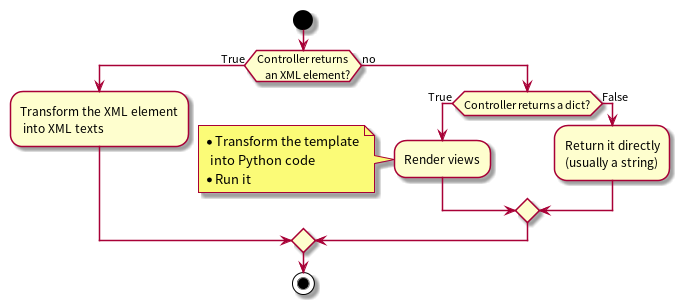 Controller returns
an XML element?
True
no
Transform the XML element
into XML texts
Controller returns a dict?
True
False
• Transform the template
into Python code
• Run it
Render views
Return it directly
(usually a string)